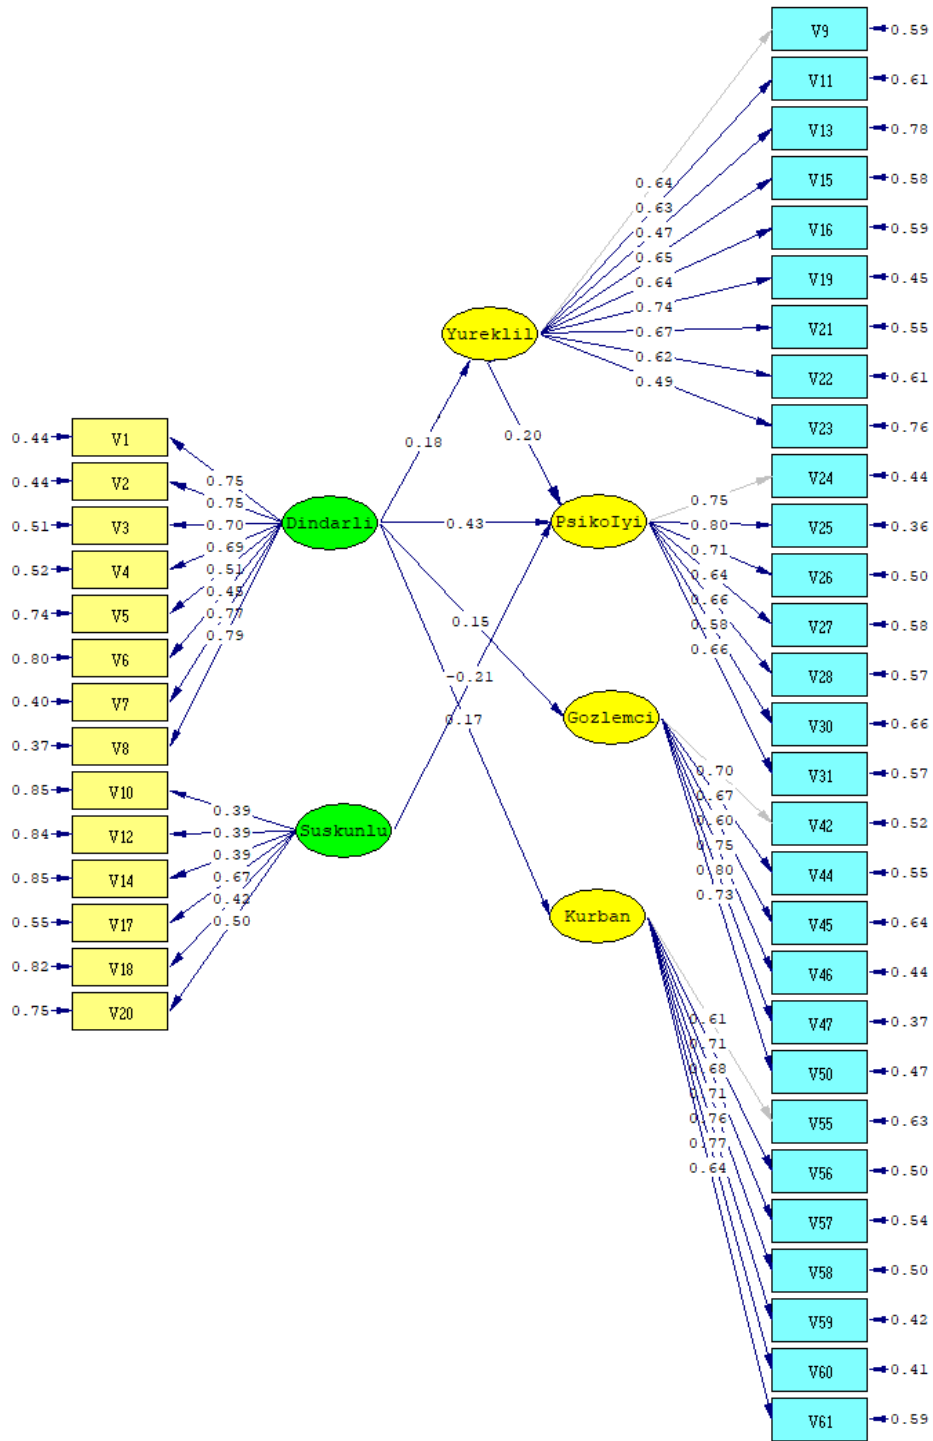 V9
0.59
V11
0.61
V13
0.78
V15
0.58
V16
0.59
V19
0.45
V21
0.55
V22
0.61
V23
0.76
0.64
0.63
0.47
0.65
0.64
0.74
0.67
0.62
0.49
Yureklil
0.18
0.20
0.44
V1
0.44
V2
0.51
V3
0.52
V4
0.74
V5
0.80
V6
0.40
V7
0.37
V8
0.75
0.75
0.70
0.69
0.51
0.45
0.77
0.79
Dindarli
0.43
PsikoIyi
0.75
0.80
0.71
0.64
0.66
0.58
0.66
V24
0.44
V25
0.36
V26
0.50
V27
0.58
V28
0.57
V30
0.66
V31
0.57
0.15
-0.21
0.17
Gozlemci
0.70
0.67
0.60
0.75
0.80
0.73
V42
0.52
V44
0.55
V45
0.64
V46
0.44
V47
0.37
V50
0.47
0.85
V10
0.84
V12
0.85
V14
0.55
V17
0.82
V18
0.75
V20
0.39
0.39
0.39
0.67
0.42
0.50
Suskunlu
Kurban
0.61
0.71
0.68
0.71
0.76
0.77
0.64
V55
0.63
V56
0.50
V57
0.54
V58
0.50
V59
0.42
V60
0.41
V61
0.59